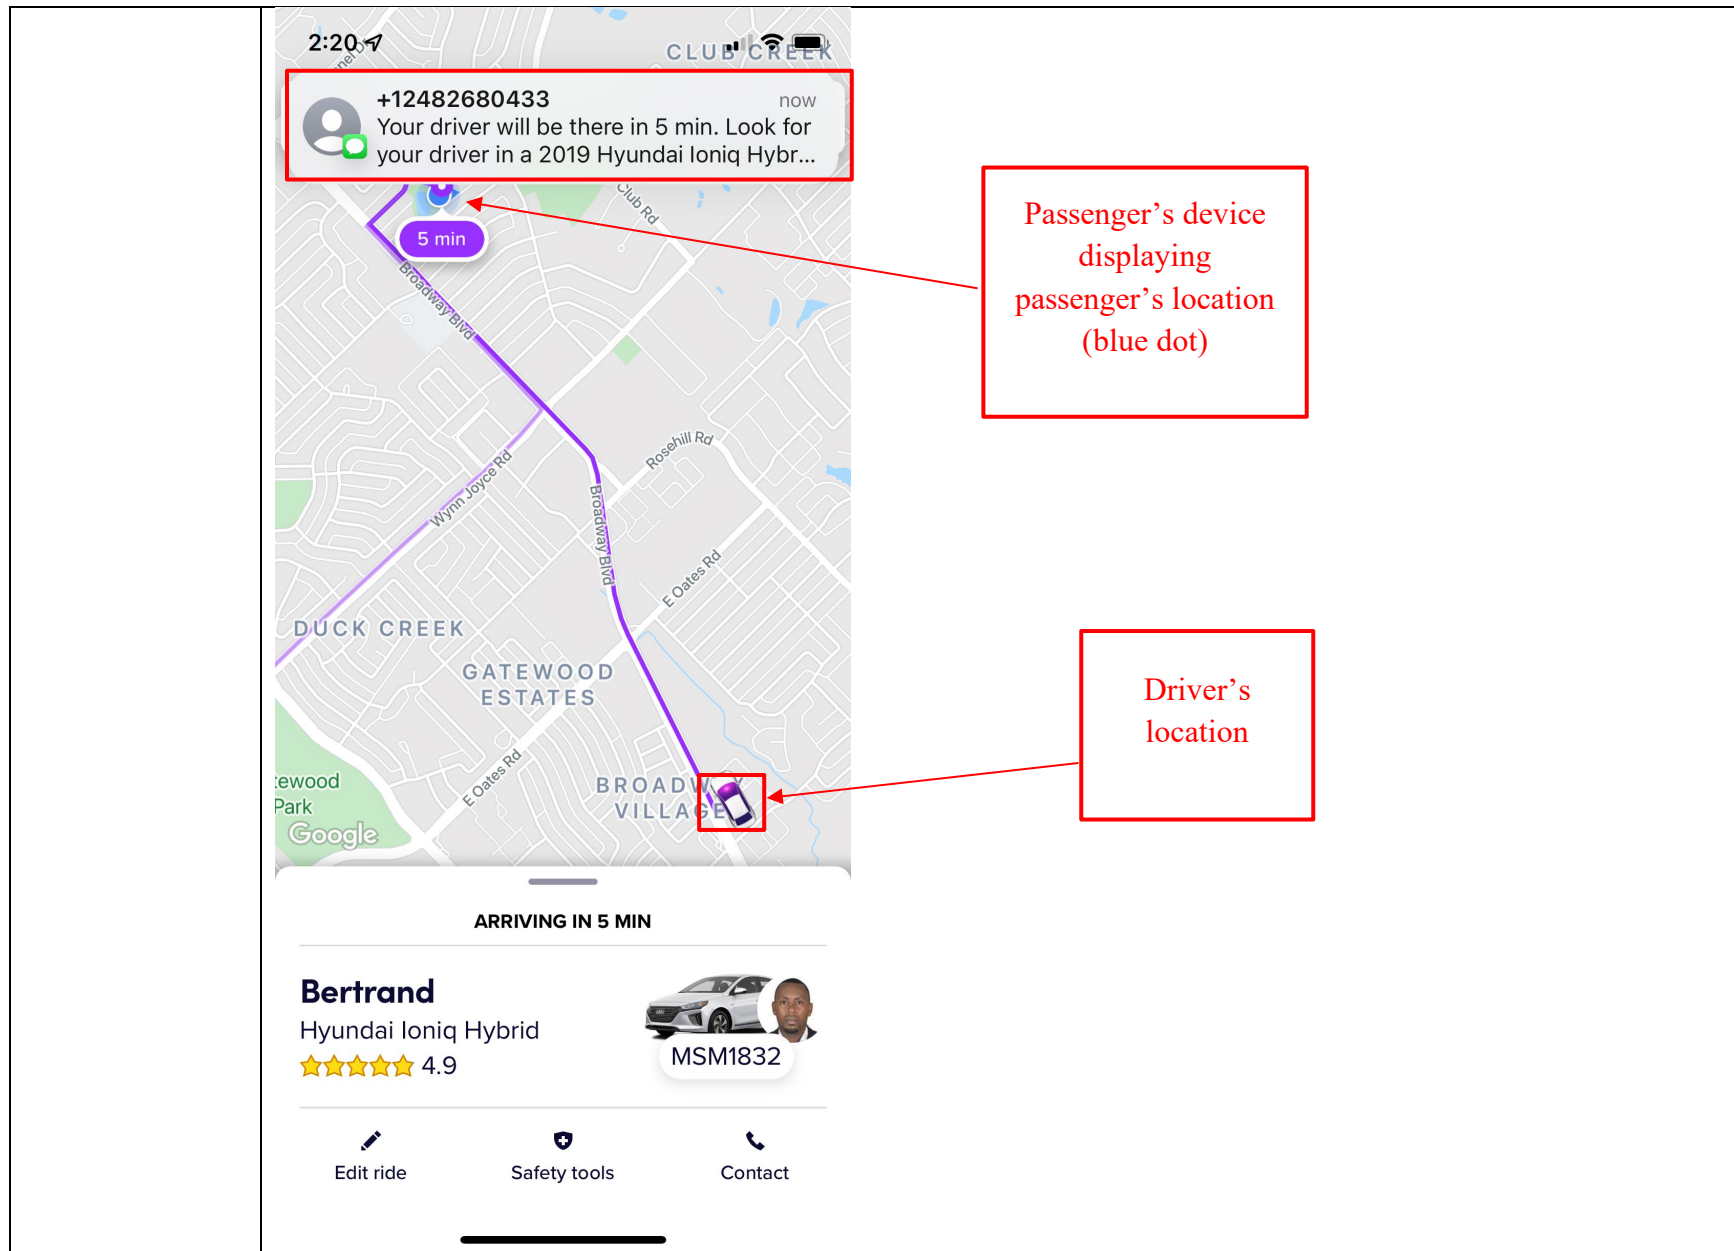 2:20
CLUB CREEK
+12482680433
now
Your driver will be there in 5 min. Look for
your driver in a 2019 Hyundai Ioniq Hybr...
Club Rd
5 min
Broadway Blvd
Passenger’s device
displaying
passenger’s location
(blue dot)
Rosehill Rd
Wynn Joyce Rd
Broadway Blvd
E Oates Rd
DUCK CREEK
GATEWOOD
ESTATES
Driver’s
location
E Oates Rd
ewood
Park
BROADW
VILLAGE
Google
ARRIVING IN 5 MIN
Bertrand
Hyundai Ioniq Hybrid
4.9
MSM1832
Edit ride
Safety tools
Contact